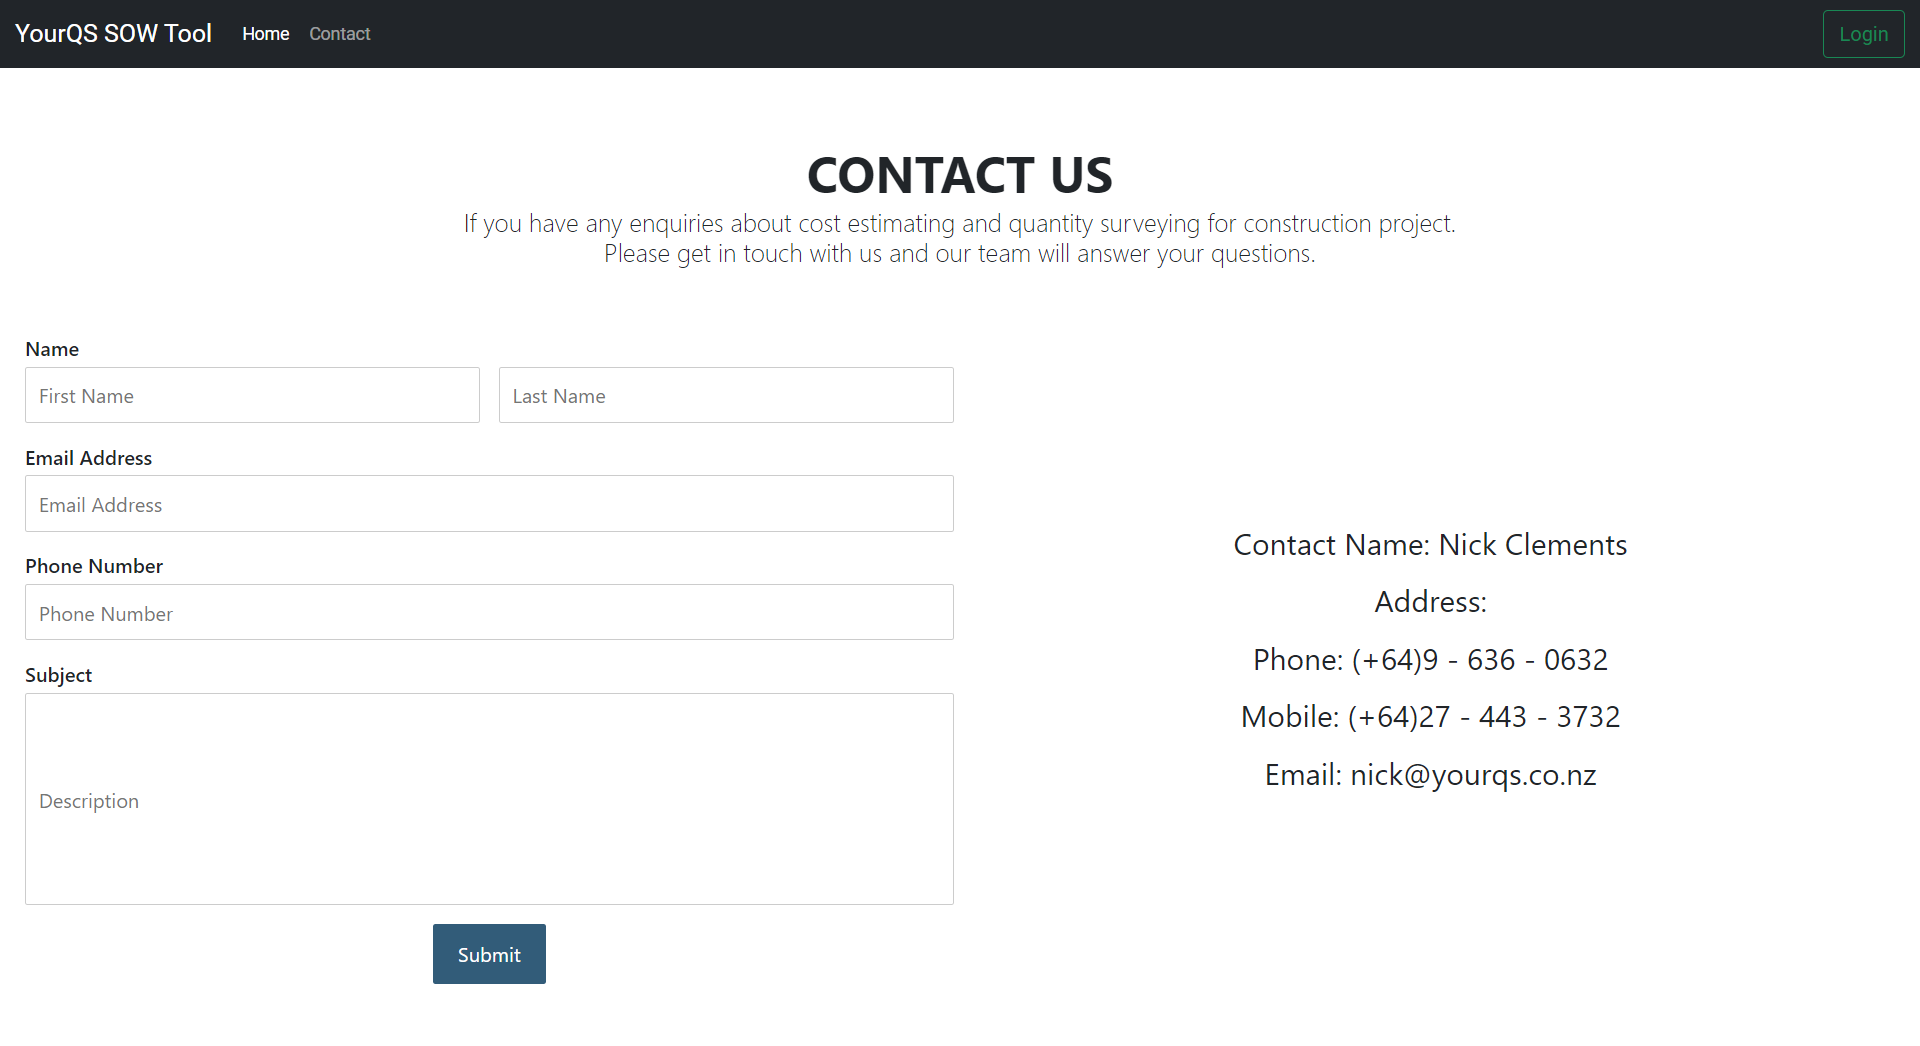 YourQS SOW Tool Home Contact Login
CONTACT US
If you have any enquiries about cost estimating and quantity surveying for construction project.
Please get in touch with us and our team will answer your questions.
Name
First Name Last Name
Email Address
Email Address
Phone Number
Phone Number
Subject
Description
Submit
Contact Name: Nick Clements
Address:
Phone: (+64)9 - 636 - 0632
Mobile: (+64)27 - 443 - 3732
Email: nick@yourqs.co.nz